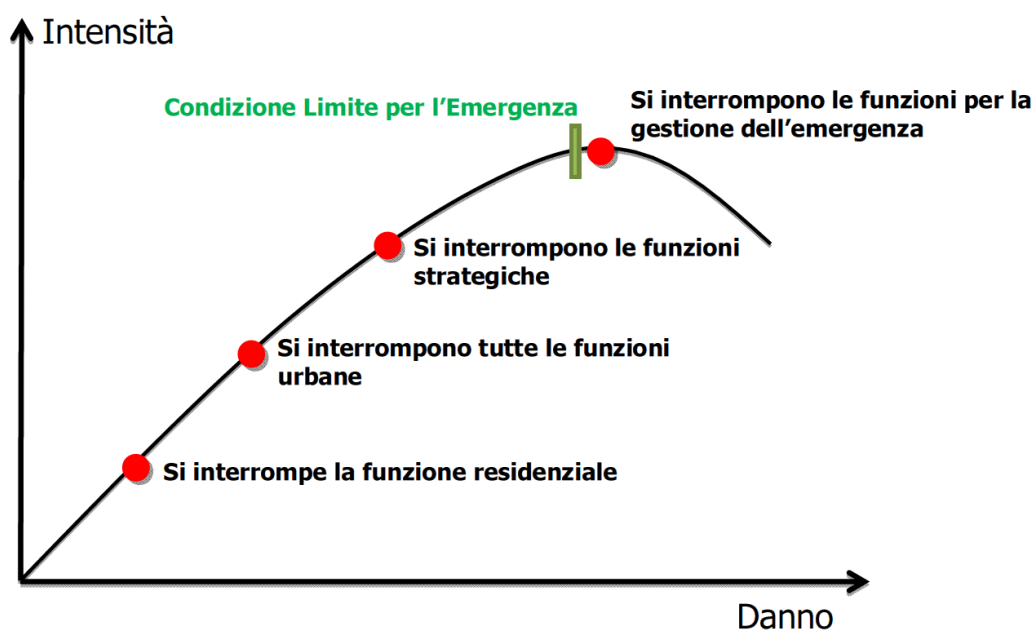 Intensità
Condizione Limite per l’Emergenza
Si interrompono le funzioni per la
gestione dell’emergenza
Si interrompono le funzioni
strategiche
Si interrompono tutte le funzioni
urbane
Si interrompe la funzione residenziale
Danno